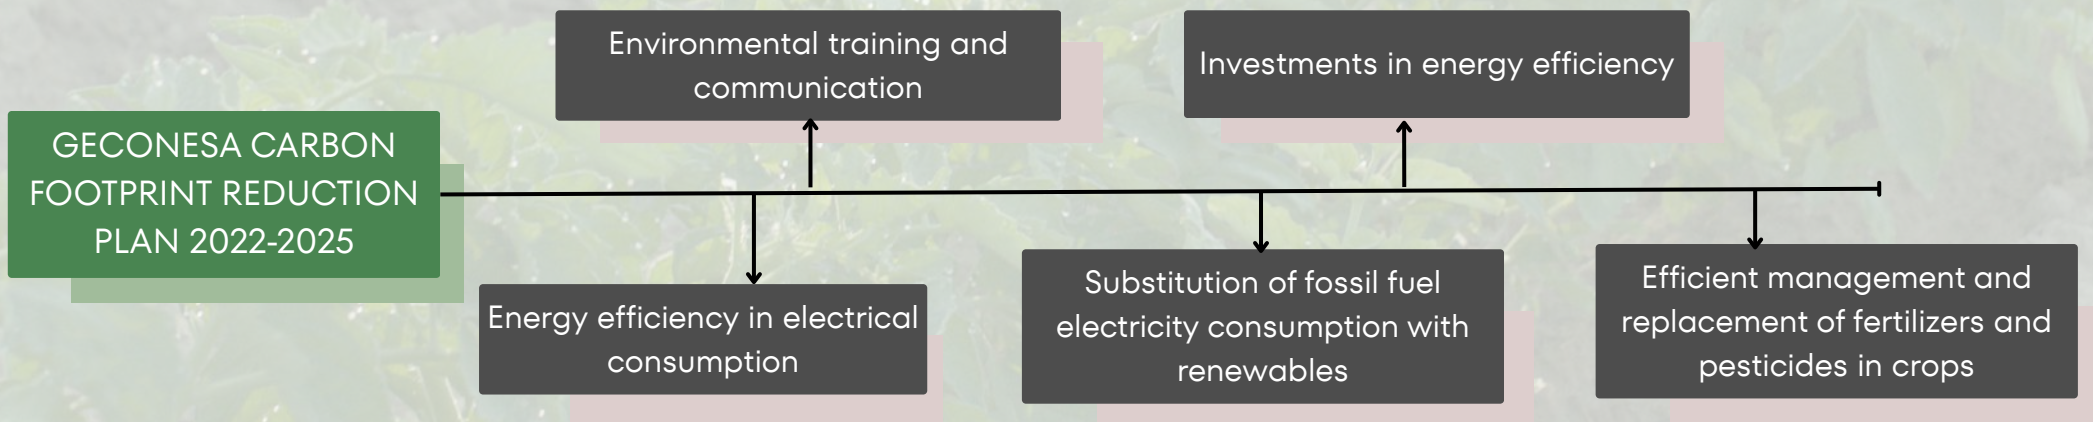 GECONESA CARBON
FOOTPRINT REDUCTION
PLAN 2022-2025
Environmental training and
communication
Investments in energy efficiency
Energy efficiency in electrical
consumption
Substitution of fossil fuel
electricity consumption with
renewables
Efficient management and
replacement of fertilizers and
pesticides in crops